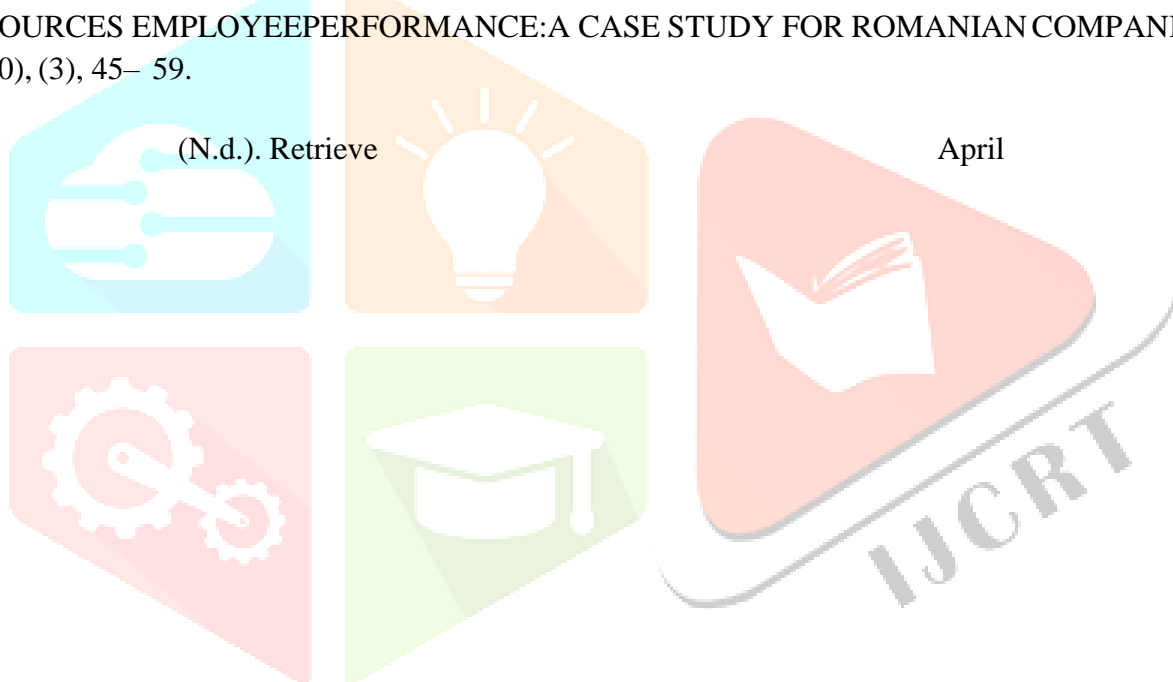 OURCES EMPLOYEEPERFORMANCE:A CASE STUDY FOR ROMANIAN COMPANI
0), (3), 45– 59.
(N.d.). Retrieve April
IJCRT